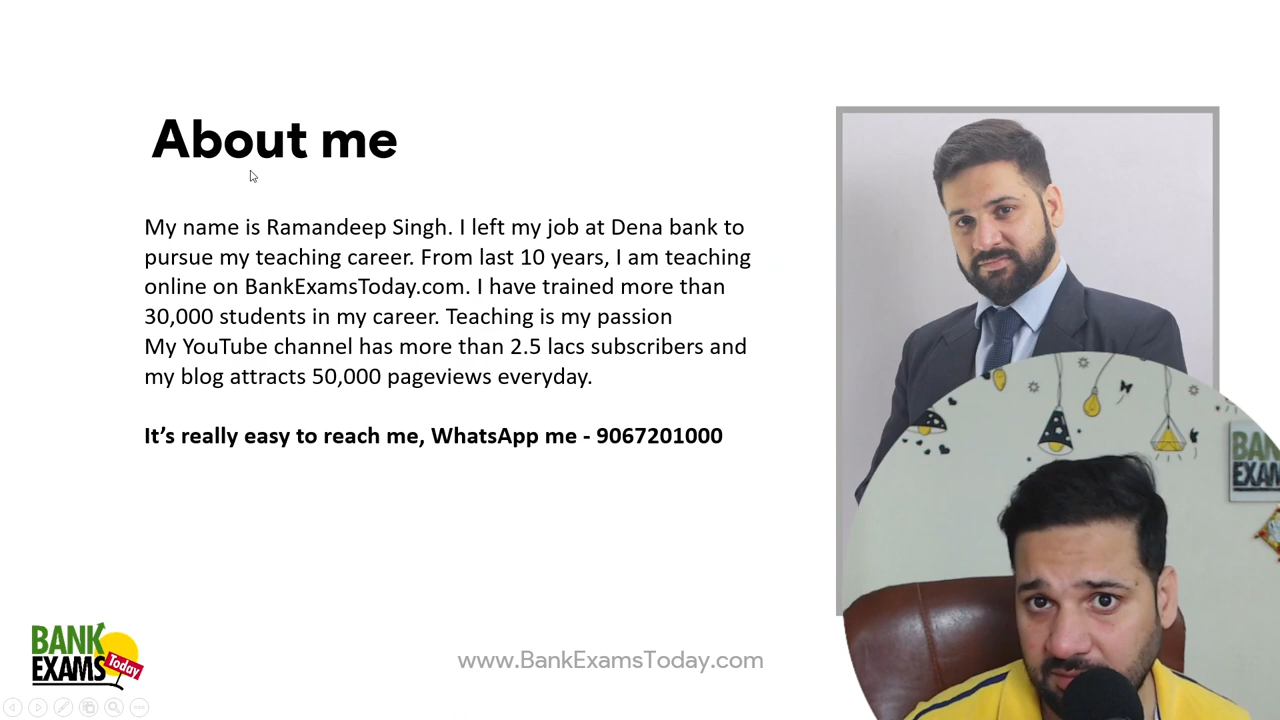 About me
My name is Ramandeep Singh. I left my job at Dena bank to
pursue my teaching career. From last 10 years, I am teaching
online on BankExamsToday.com. I have trained more than
30,000 students in my career. Teaching is my passion
My YouTube channel has more than 2.5 lacs subscribers and
my blog attracts 50,000 pageviews everyday.
It’s really easy to reach me, WhatsApp me - 9067201000
BANK
EXAMS
Today
www.BankExamsToday.com